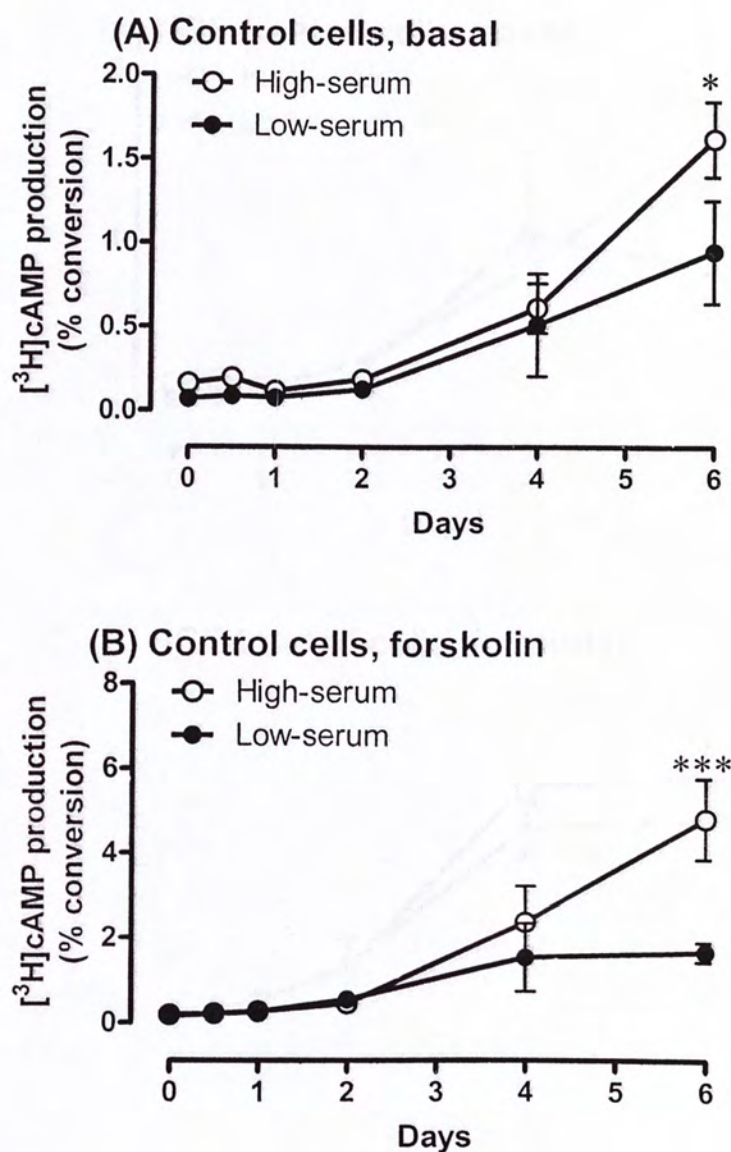 (A) Control cells, basal
2.0
1.5
1.0
0.5
0.0
[³H]cAMP production
(% conversion)
High-serum
Low-serum
*
0 1 2 3 4 5 6
Days
(B) Control cells, forskolin
8
6
4
2
0
[³H]cAMP production
(% conversion)
High-serum
Low-serum
***
0 1 2 3 4 5 6
Days